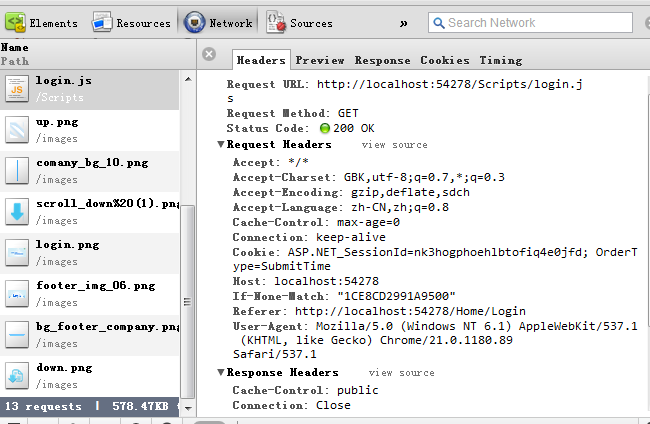 Elements Resources Network Sources » Search Network
Name
Path
login.js
/Scripts
up.png
/images
comany_bg_10.png
/images
scroll_down%20(1).png
/images
login.png
/images
footer_img_06.png
/images
bg_footer_company.png
/images
down.png
/images
13 requests | 578.47KB
Headers Preview Response Cookies Timing
Request URL: http://localhost:54278/Scripts/login.j
s
Request Method: GET
Status Code: 200 OK
▼Request Headers view source
Accept: */*
Accept-Charset: GBK,utf-8;q=0.7,*;q=0.3
Accept-Encoding: gzip,deflate,sdch
Accept-Language: zh-CN,zh;q=0.8
Cache-Control: max-age=0
Connection: keep-alive
Cookie: ASP.NET_SessionId=nk3hogphoehlbtofiq4e0jfd; OrderT
ype=SubmitTime
Host: localhost:54278
If-None-Match: "1CE8CD2991A9500"
Referer: http://localhost:54278/Home/Login
User-Agent: Mozilla/5.0 (Windows NT 6.1) AppleWebKit/537.1
(KHTML, like Gecko) Chrome/21.0.1180.89
Safari/537.1
▼Response Headers view source
Cache-Control: public
Connection: Close